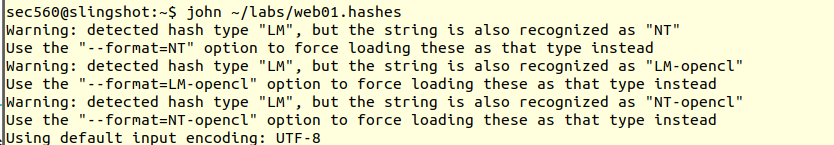 sec560@slingshot:~$ john ~/labs/web01.hashes
Warning: detected hash type "LM", but the string is also recognized as "NT"
Use the "--format=NT" option to force loading these as that type instead
Warning: detected hash type "LM", but the string is also recognized as "LM-opencl"
Use the "--format=LM-opencl" option to force loading these as that type instead
Warning: detected hash type "LM", but the string is also recognized as "NT-opencl"
Use the "--format=NT-opencl" option to force loading these as that type instead
Using default input encoding: UTF-8